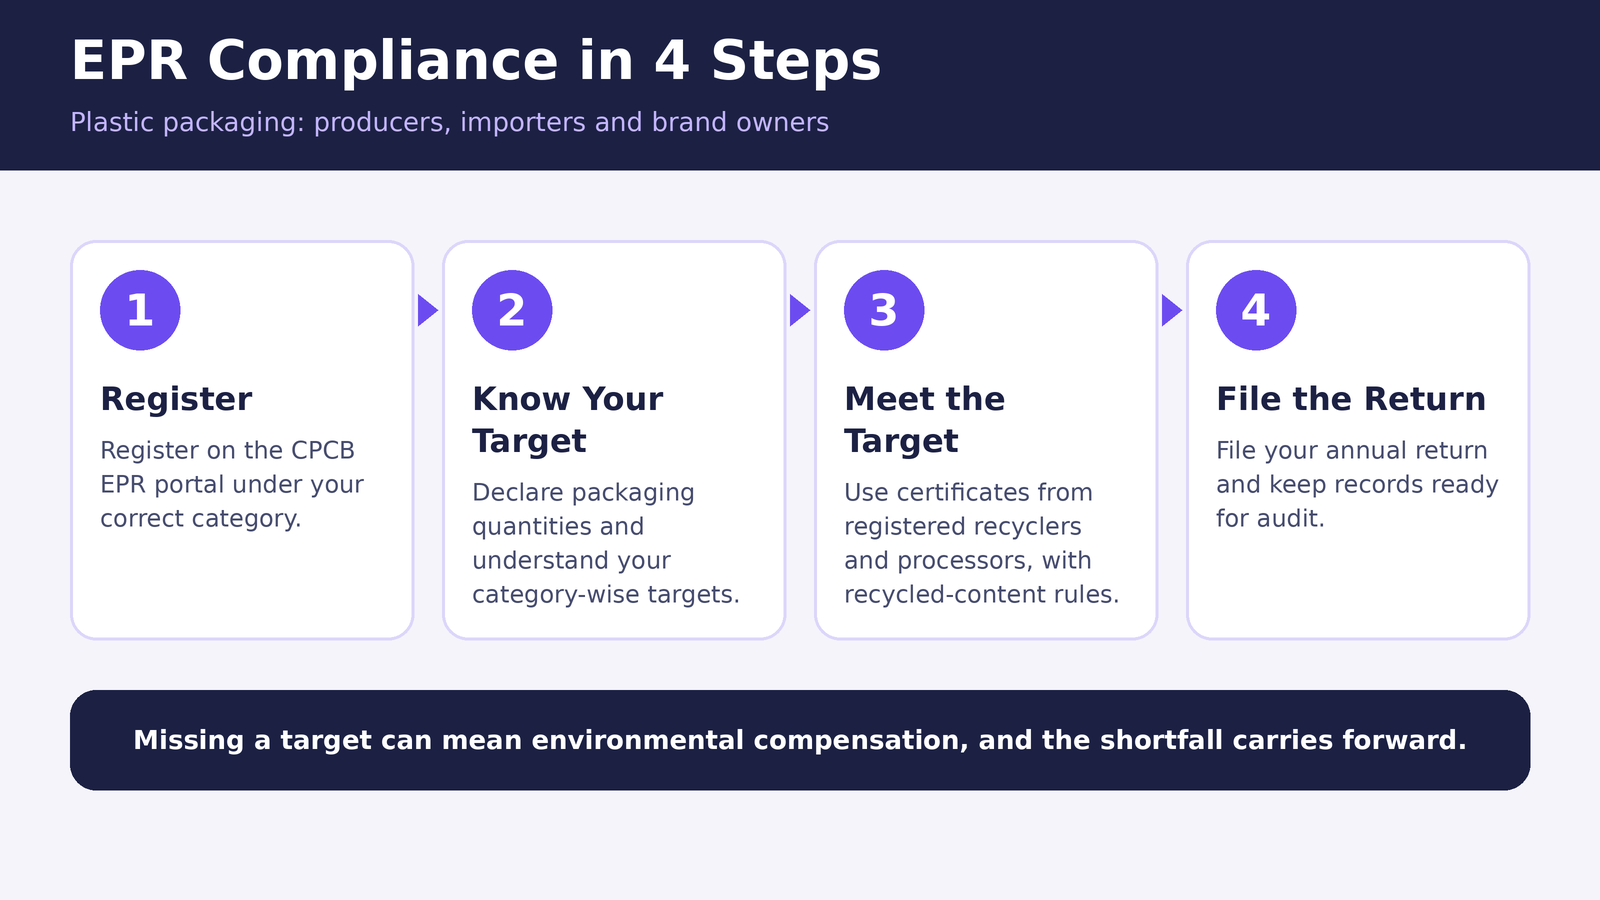 EPR Compliance in 4 Steps
Plastic packaging: producers, importers and brand owners
1
Register
Register on the CPCB
EPR portal under your
correct category.
2
Know Your
Target
Declare packaging
quantities and
understand your
category-wise targets.
3
Meet the
Target
Use certificates from
registered recyclers
and processors, with
recycled-content rules.
4
File the Return
File your annual return
and keep records ready
for audit.
Missing a target can mean environmental compensation, and the shortfall carries forward.